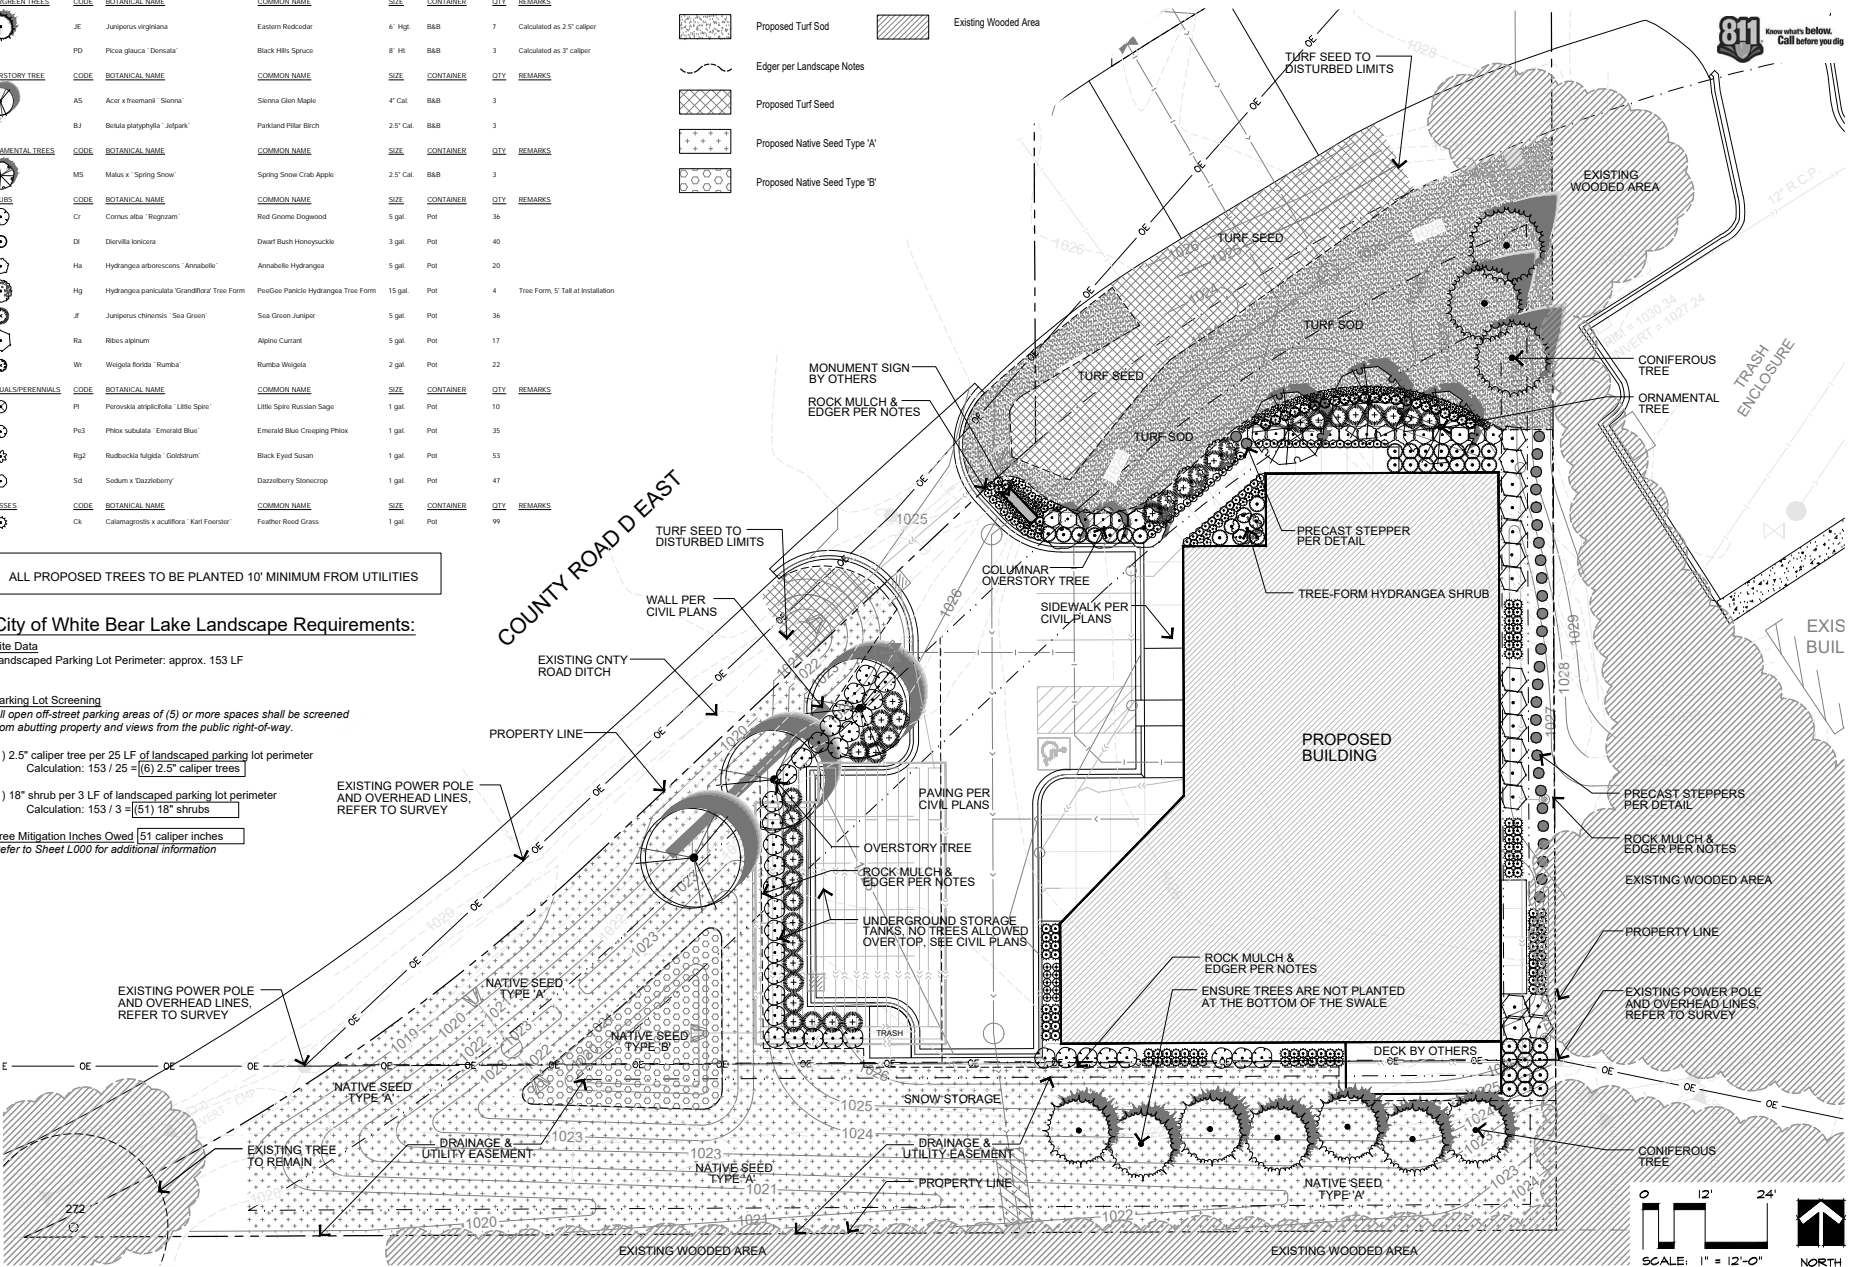 CODE BOTANICAL NAME COMMON NAME SIZE CONTAINER QTY REMARKS
JE Juniperus virginiana Eastern Redcedar 6` Hgt. B&B 7 Calculated as 2.5" caliper
PD Picea glauca `Densata` Black Hills Spruce 8` Ht. B&B 3 Calculated as 3" caliper
CODE BOTANICAL NAME COMMON NAME SIZE CONTAINER QTY REMARKS
AS Acer x freemanii `Sienna` Sienna Glen Maple 4" Cal. B&B 3
BJ Betula platyphylla `Jefpark` Parkland Pillar Birch 2.5" Cal. B&B 3
CODE BOTANICAL NAME COMMON NAME SIZE CONTAINER QTY REMARKS
MS Malus x `Spring Snow` Spring Snow Crab Apple 2.5" Cal. B&B 3
CODE BOTANICAL NAME COMMON NAME SIZE CONTAINER QTY REMARKS
Cr Cornus alba `Regnzam` Red Gnome Dogwood 5 gal. Pot 36
Dl Diervilla lonicera Dwarf Bush Honeysuckle 3 gal. Pot 40
Ha Hydrangea arborescens `Annabelle` Annabelle Hydrangea 5 gal. Pot 20
Hg Hydrangea paniculata 'Grandiflora' Tree Form PeeGee Panicle Hydrangea Tree Form 15 gal. Pot 4 Tree Form, 5' Tall at Installation
Jf Juniperus chinensis `Sea Green` Sea Green Juniper 5 gal. Pot 36
Ra Ribes alpinum Alpine Currant 5 gal. Pot 17
Wr Weigela florida `Rumba` Rumba Weigela 2 gal. Pot 22
CODE BOTANICAL NAME COMMON NAME SIZE CONTAINER QTY REMARKS
Pl Perovskia atriplicifolia `Little Spire` Little Spire Russian Sage 1 gal. Pot 10
Pe3 Phlox subulata `Emerald Blue` Emerald Blue Creeping Phlox 1 gal. Pot 35
Rg2 Rudbeckia fulgida `Goldstrum` Black Eyed Susan 1 gal. Pot 53
Sd Sedum x 'Dazzleberry' Dazzelberry Stonecrop 1 gal. Pot 47
CODE BOTANICAL NAME COMMON NAME SIZE CONTAINER QTY REMARKS
Ck Calamagrostis x acutiflora `Karl Foerster` Feather Reed Grass 1 gal. Pot 99
ALL PROPOSED TREES TO BE PLANTED 10' MINIMUM FROM UTILITIES
City of White Bear Lake Landscape Requirements:
Data
Parking Lot Perimeter: approx. 153 LF
Lot Screening
open off-street parking areas of (5) or more spaces shall be screened
abutting property and views from the public right-of-way.
2.5" caliper tree per 25 LF of landscaped parking lot perimeter
Calculation: 153 / 25 = (6) 2.5" caliper trees
18" shrub per 3 LF of landscaped parking lot perimeter
Calculation: 153 / 3 = (51) 18" shrubs
Mitigation Inches Owed 51 caliper inches
to Sheet L000 for additional information
Proposed Turf Sod
Existing Wooded Area
Edger per Landscape Notes
Proposed Turf Seed
Proposed Native Seed Type 'A'
Proposed Native Seed Type 'B'
811 Know what's below.
Call before you dig
TURF SEED TO
DISTURBED LIMITS
EXISTING
WOODED AREA
12" R.C.P.
TURF SEED
TURF SOD
TURF SEED
TURF SOD
CONIFEROUS
TREE
ORNAMENTAL
TREE
TRASH
ENCLOSURE
MONUMENT SIGN
BY OTHERS
ROCK MULCH &
EDGER PER NOTES
COUNTY ROAD D EAST
TURF SEED TO
DISTURBED LIMITS
WALL PER
CIVIL PLANS
EXISTING CNTY
ROAD DITCH
PROPERTY LINE
EXISTING POWER POLE
AND OVERHEAD LINES,
REFER TO SURVEY
PRECAST STEPPER
PER DETAIL
COLUMNAR
OVERSTORY TREE
TREE-FORM HYDRANGEA SHRUB
SIDEWALK PER
CIVIL PLANS
PROPOSED
BUILDING
PAVING PER
CIVIL PLANS
OVERSTORY TREE
ROCK MULCH &
EDGER PER NOTES
UNDERGROUND STORAGE
TANKS, NO TREES ALLOWED
OVER TOP, SEE CIVIL PLANS
PRECAST STEPPERS
PER DETAIL
ROCK MULCH &
EDGER PER NOTES
EXISTING WOODED AREA
PROPERTY LINE
EXISTING POWER POLE
AND OVERHEAD LINES,
REFER TO SURVEY
ROCK MULCH &
EDGER PER NOTES
ENSURE TREES ARE NOT PLANTED
AT THE BOTTOM OF THE SWALE
EXISTING POWER POLE
AND OVERHEAD LINES,
REFER TO SURVEY
NATIVE SEED
TYPE 'A'
NATIVE SEED
TYPE 'B'
TRASH
DECK BY OTHERS
NATIVE SEED
TYPE 'A'
SNOW STORAGE
EXISTING TREE
TO REMAIN
DRAINAGE &
UTILITY EASEMENT
DRAINAGE &
UTILITY EASEMENT
NATIVE SEED
TYPE 'A'
PROPERTY LINE
NATIVE SEED
TYPE 'A'
CONIFEROUS
TREE
272
EXISTING WOODED AREA
EXISTING WOODED AREA
0 12' 24'
SCALE: 1" = 12'-0"
NORTH